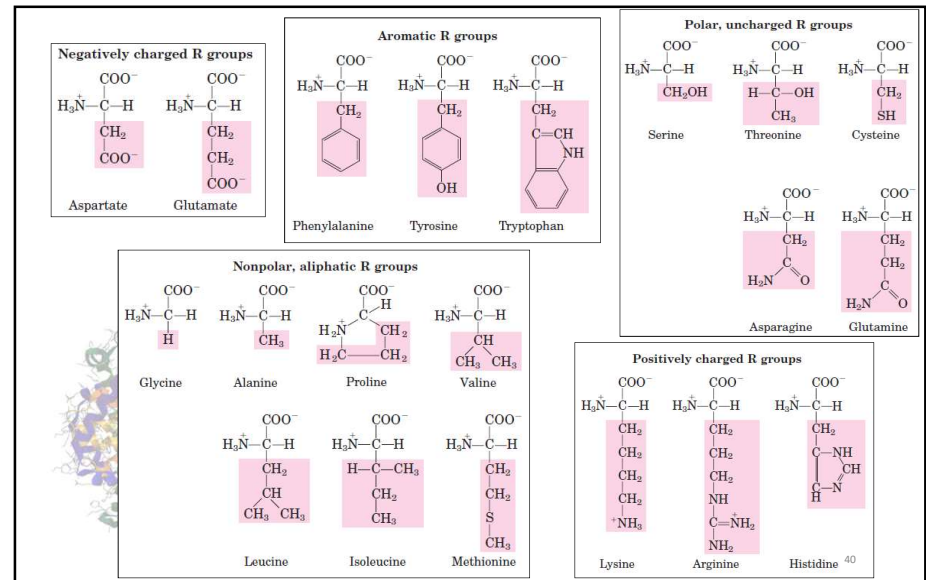 Negatively charged R groups
COO⁻ COO⁻
H₃N⁺—C—H H₃N⁺—C—H
CH₂ CH₂
COO⁻ CH₂
COO⁻
Aspartate Glutamate
Aromatic R groups
COO⁻ COO⁻ COO⁻
H₃N⁺—C—H H₃N⁺—C—H H₃N⁺—C—H
CH₂ CH₂ CH₂
C=CH
NH
OH
Phenylalanine Tyrosine Tryptophan
Polar, uncharged R groups
COO⁻ COO⁻ COO⁻
H₃N⁺—C—H H₃N⁺—C—H H₃N⁺—C—H
CH₂OH H—C—OH CH₂
CH₃ SH
Serine Threonine Cysteine
COO⁻ COO⁻
H₃N⁺—C—H H₃N⁺—C—H
CH₂ CH₂
C CH₂
H₂N O C
H₂N O
Asparagine Glutamine
Nonpolar, aliphatic R groups
COO⁻ COO⁻ COO⁻ COO⁻
H₃N⁺—C—H H₃N⁺—C—H C H H₃N⁺—C—H
H CH₃ H₂N⁺ CH₂ CH
H₂C—CH₂ CH₃ CH₃
Glycine Alanine Proline Valine
COO⁻ COO⁻ COO⁻
H₃N⁺—C—H H₃N⁺—C—H H₃N⁺—C—H
CH₂ H—C—CH₃ CH₂
CH CH₂ CH₂
CH₃ CH₃ CH₃ S
CH₃
Leucine Isoleucine Methionine
Positively charged R groups
COO⁻ COO⁻ COO⁻
H₃N⁺—C—H H₃N⁺—C—H H₃N⁺—C—H
CH₂ CH₂ CH₂
CH₂ CH₂ C—NH
CH₂ CH₂ CH
CH₂ NH C—N
⁺NH₃ C=NH₂⁺ H
NH₂
Lysine Arginine Histidine 40